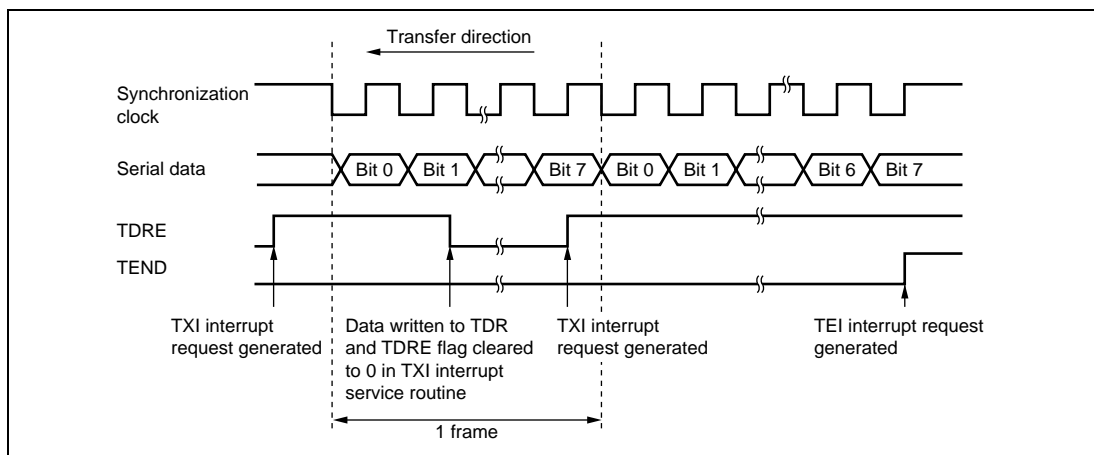 Transfer direction
Synchronization
clock
Serial data
Bit 0
Bit 1
Bit 7
Bit 0
Bit 1
Bit 6
Bit 7
TDRE
TEND
TXI interrupt
request generated
Data written to TDR
and TDRE flag cleared
to 0 in TXI interrupt
service routine
TXI interrupt
request generated
TEI interrupt request
generated
1 frame